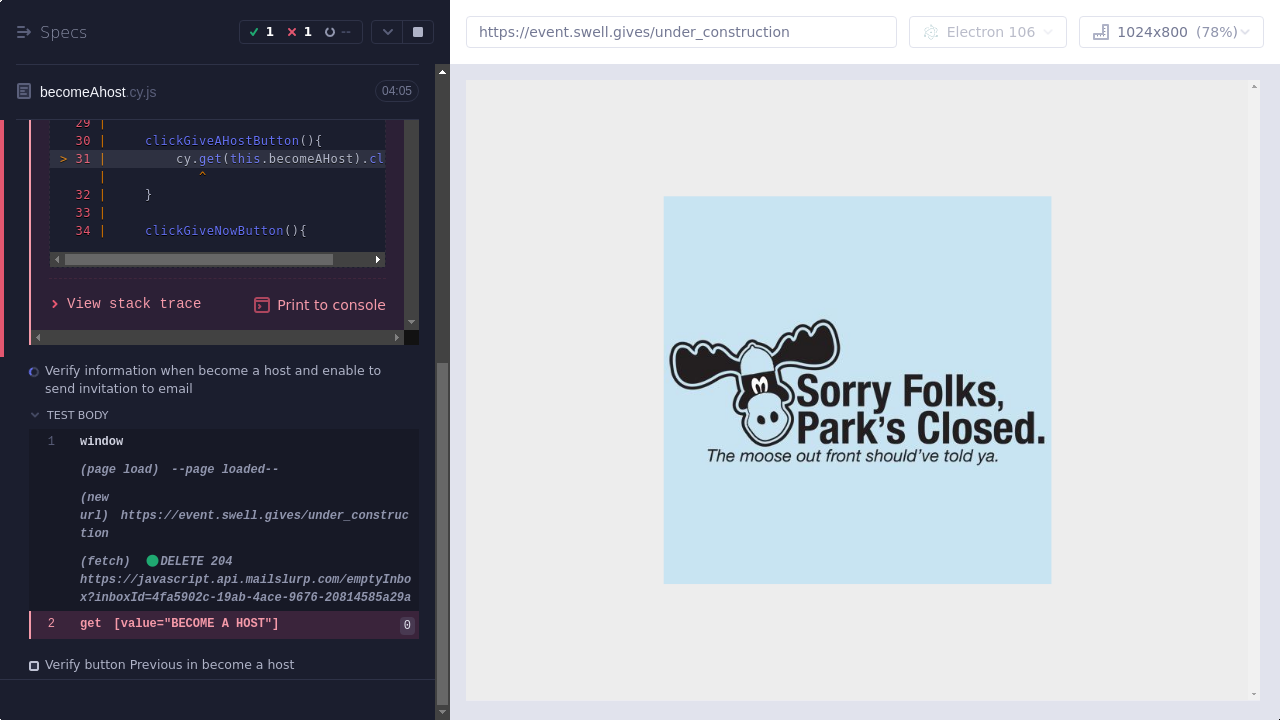 Specs
1
1
--
becomeAhost.cy.js
04:05
29 |
30 | clickGiveAHostButton(){
> 31 | cy.get(this.becomeAHost).cl
| ^
32 | }
33 |
34 | clickGiveNowButton(){
View stack trace
Print to console
Verify information when become a host and enable to
send invitation to email
TEST BODY
1 window
(page load) --page loaded--
(new
url) https://event.swell.gives/under_construc
tion
(fetch) DELETE 204
https://javascript.api.mailslurp.com/emptyInbo
x?inboxId=4fa5902c-19ab-4ace-9676-20814585a29a
2 get [value="BECOME A HOST"] 0
Verify button Previous in become a host
https://event.swell.gives/under_construction
Electron 106
1024x800 (78%)
Sorry Folks,
Park's Closed.
The moose out front should've told ya.